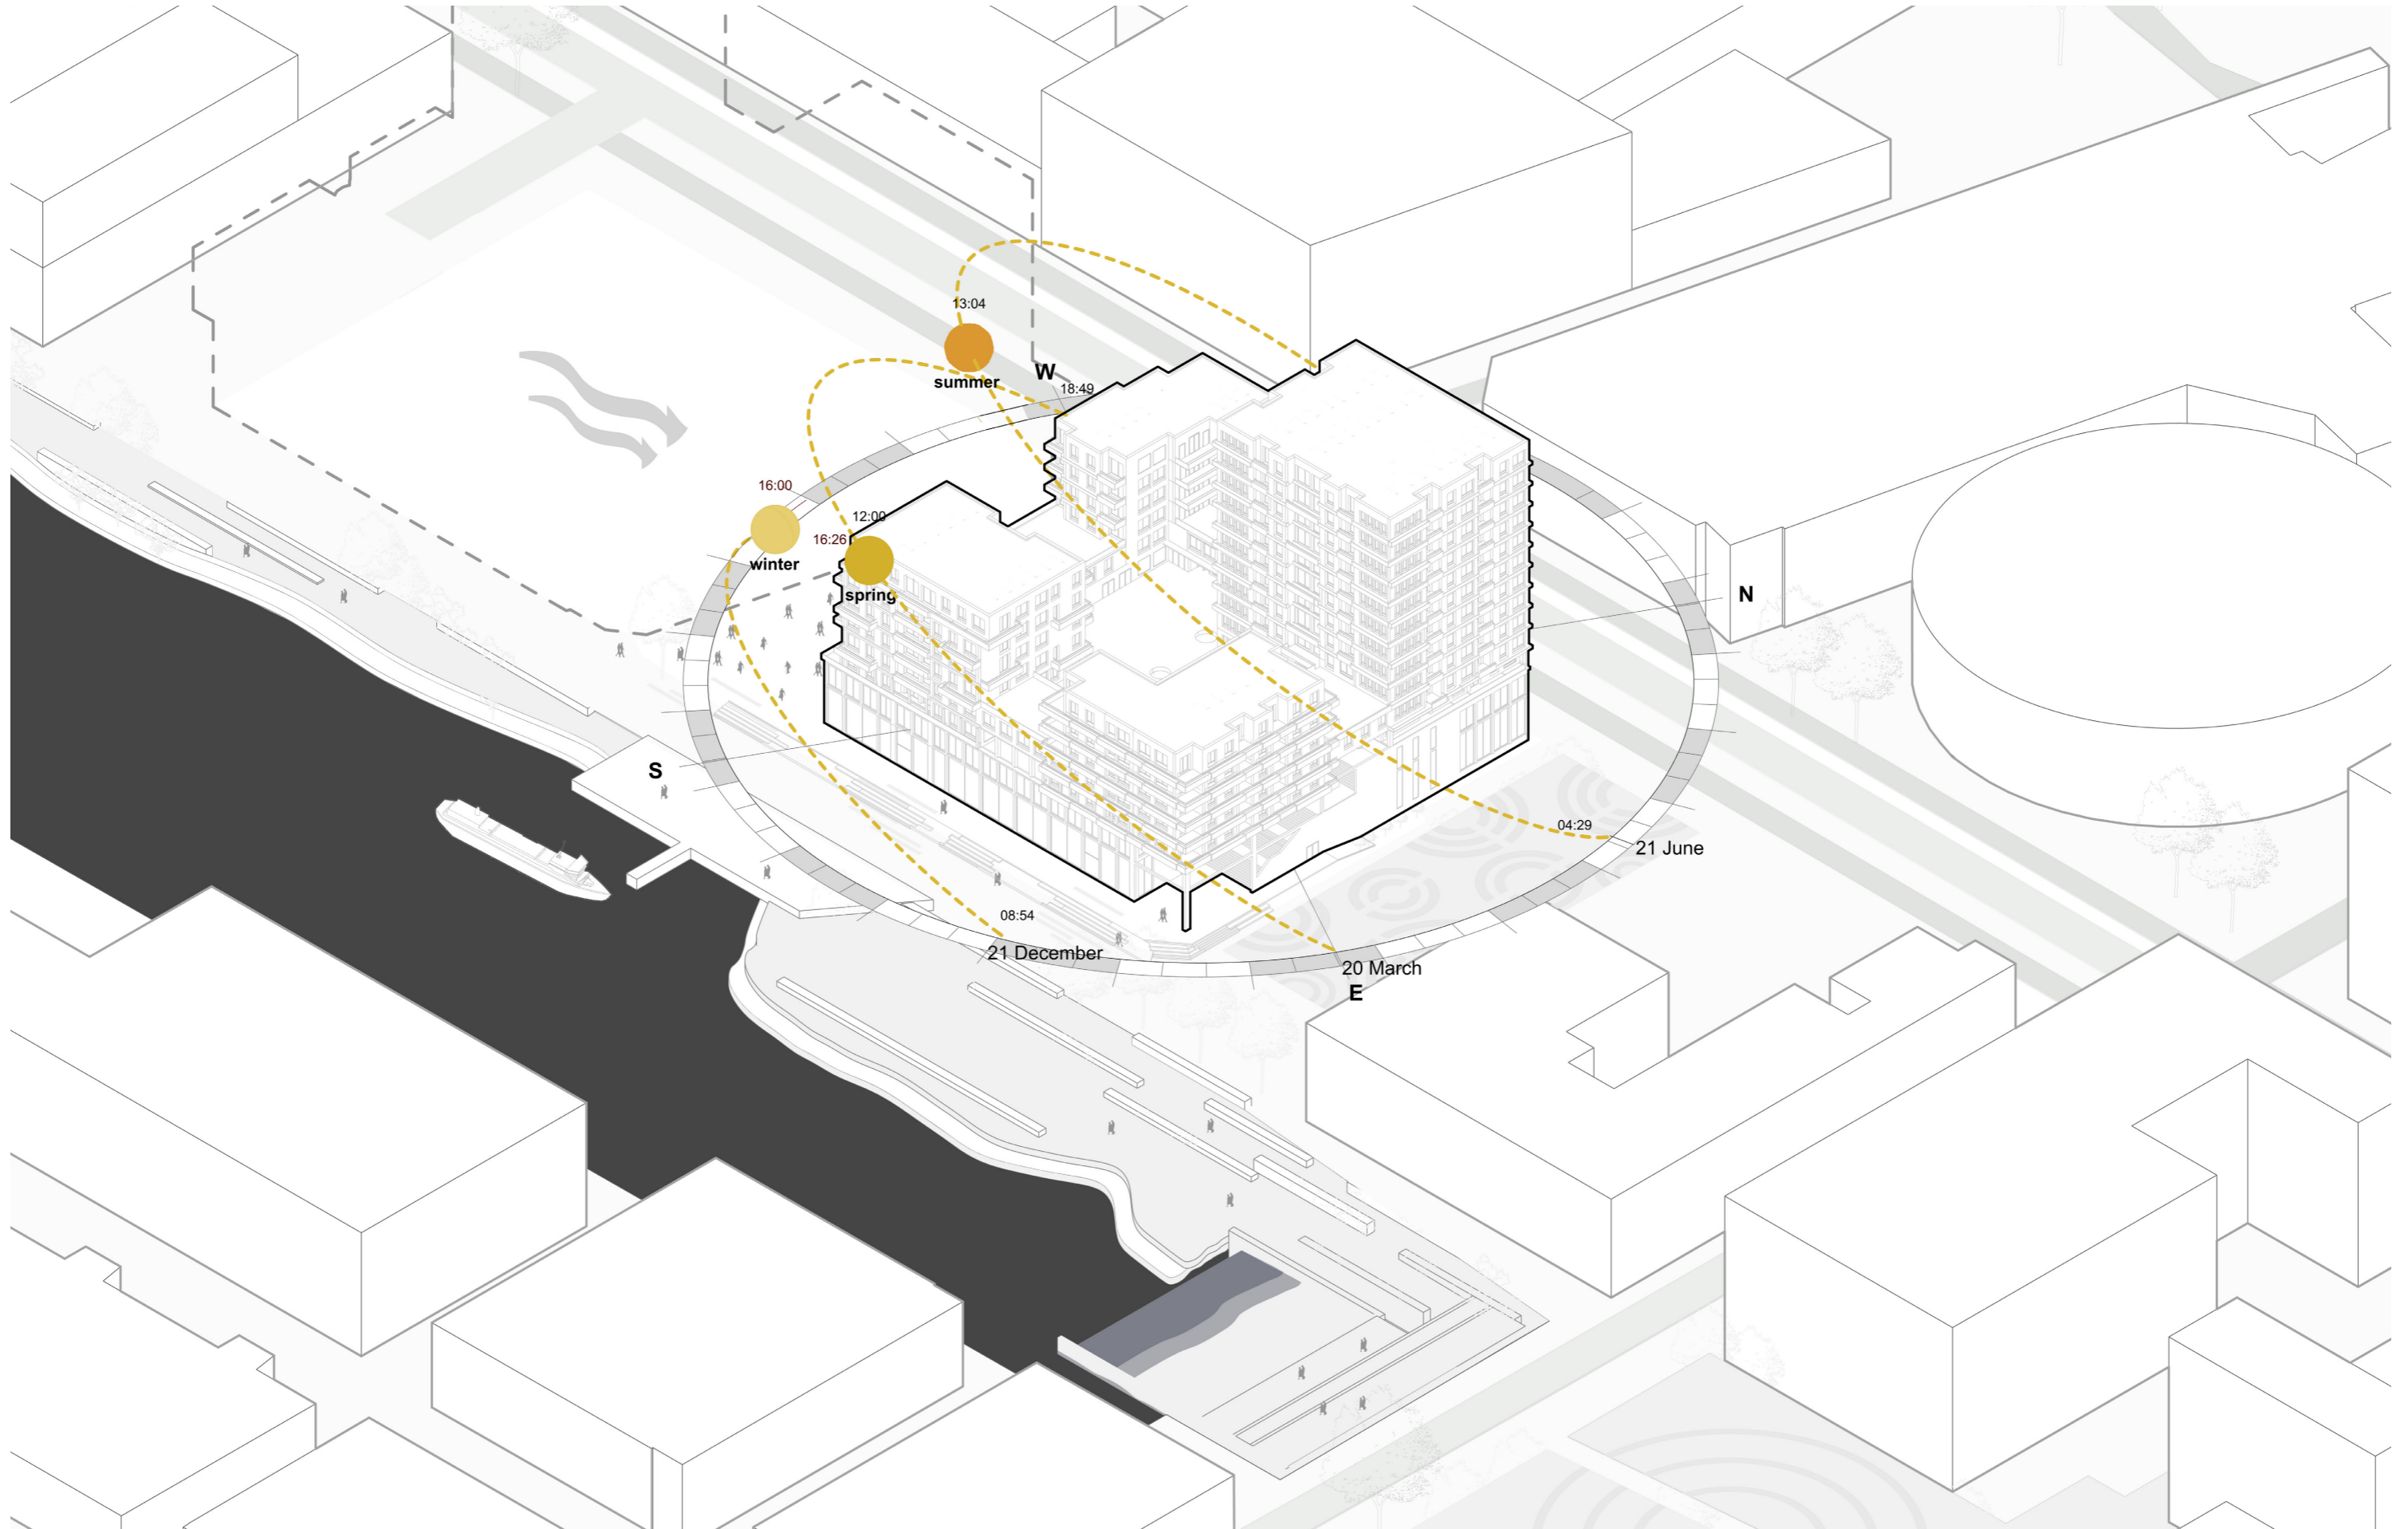 13:04
summer
W
18:49
16:00
12:00
16:26
winter
spring
N
S
04:29
21 June
08:54
21 December
20 March
E